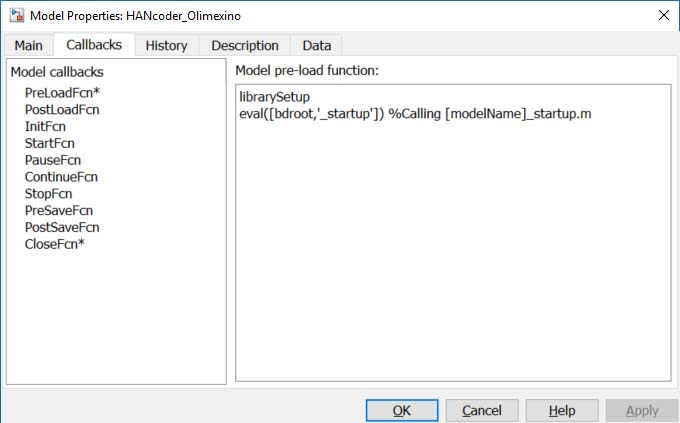 Model Properties: HANcoder_Olimexino
Main Callbacks History Description Data
Model callbacks
PreLoadFcn*
PostLoadFcn
InitFcn
StartFcn
PauseFcn
ContinueFcn
StopFcn
PreSaveFcn
PostSaveFcn
CloseFcn*
Model pre-load function:
librarySetup
eval([bdroot,'_startup']) %Calling [modelName]_startup.m
OK Cancel Help Apply